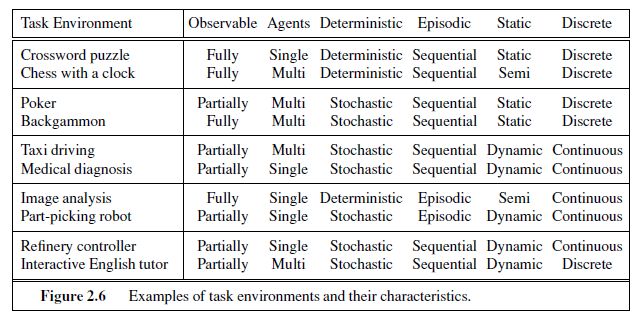 Task Environment Observable Agents Deterministic Episodic Static Discrete
Crossword puzzle Fully Single Deterministic Sequential Static Discrete
Chess with a clock Fully Multi Deterministic Sequential Semi Discrete
Poker Partially Multi Stochastic Sequential Static Discrete
Backgammon Fully Multi Stochastic Sequential Static Discrete
Taxi driving Partially Multi Stochastic Sequential Dynamic Continuous
Medical diagnosis Partially Single Stochastic Sequential Dynamic Continuous
Image analysis Fully Single Deterministic Episodic Semi Continuous
Part-picking robot Partially Single Stochastic Episodic Dynamic Continuous
Refinery controller Partially Single Stochastic Sequential Dynamic Continuous
Interactive English tutor Partially Multi Stochastic Sequential Dynamic Discrete
Figure 2.6 Examples of task environments and their characteristics.